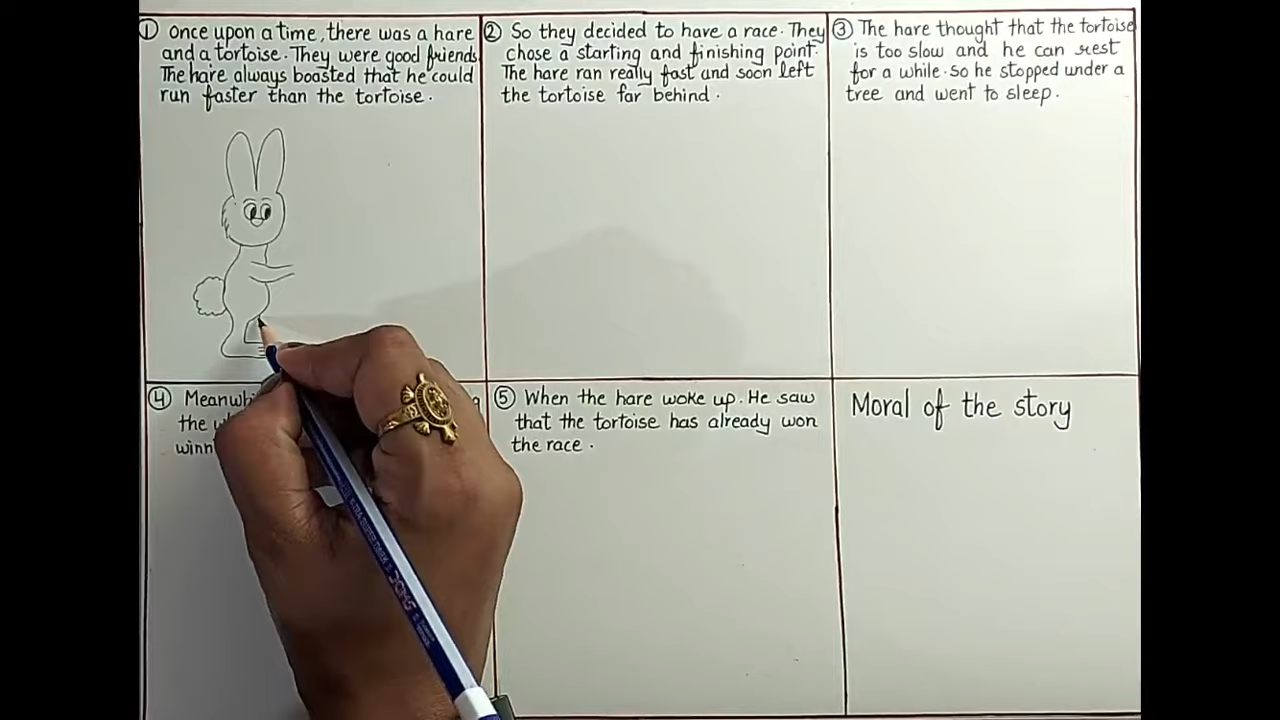 ① Once upon a time, there was a hare
and a tortoise. They were good friends.
The hare always boasted that he could
run faster than the tortoise.
② So they decided to have a race. They
chose a starting and finishing point.
The hare ran really fast and soon left
the tortoise far behind.
③ The hare thought that the tortoise
is too slow and he can rest
for a while. So he stopped under a
tree and went to sleep.
④
the
⑤ When the hare woke up. He saw
that the tortoise has already won
the race.
Moral of the story
DOMS